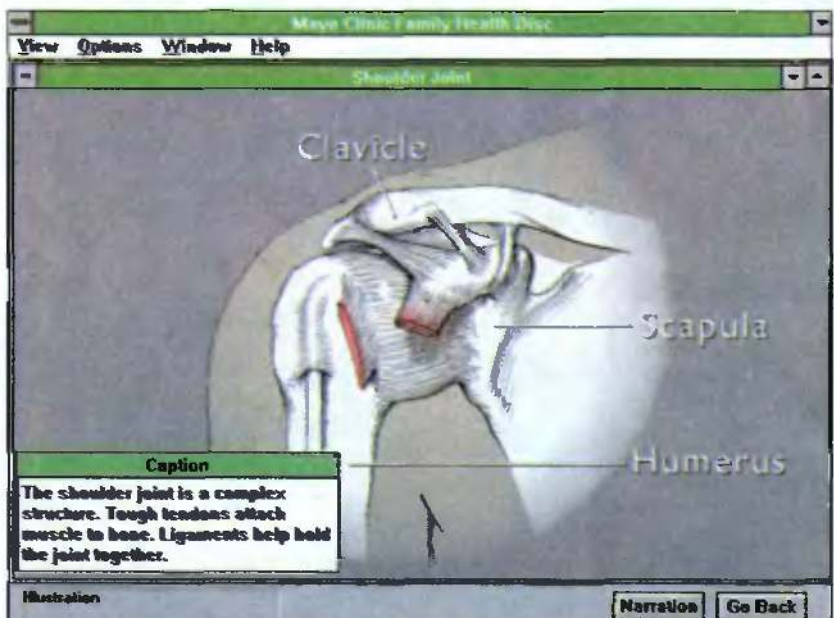 Mayo Clinic Family Health Disc
View Options Window Help
Shoulder Joint
Clavicle
Scapula
Humerus
Caption
The shoulder joint is a complex
structure. Tough tendons attach
muscle to bone. Ligaments help hold
the joint together.
Illustration
Narration Go Back